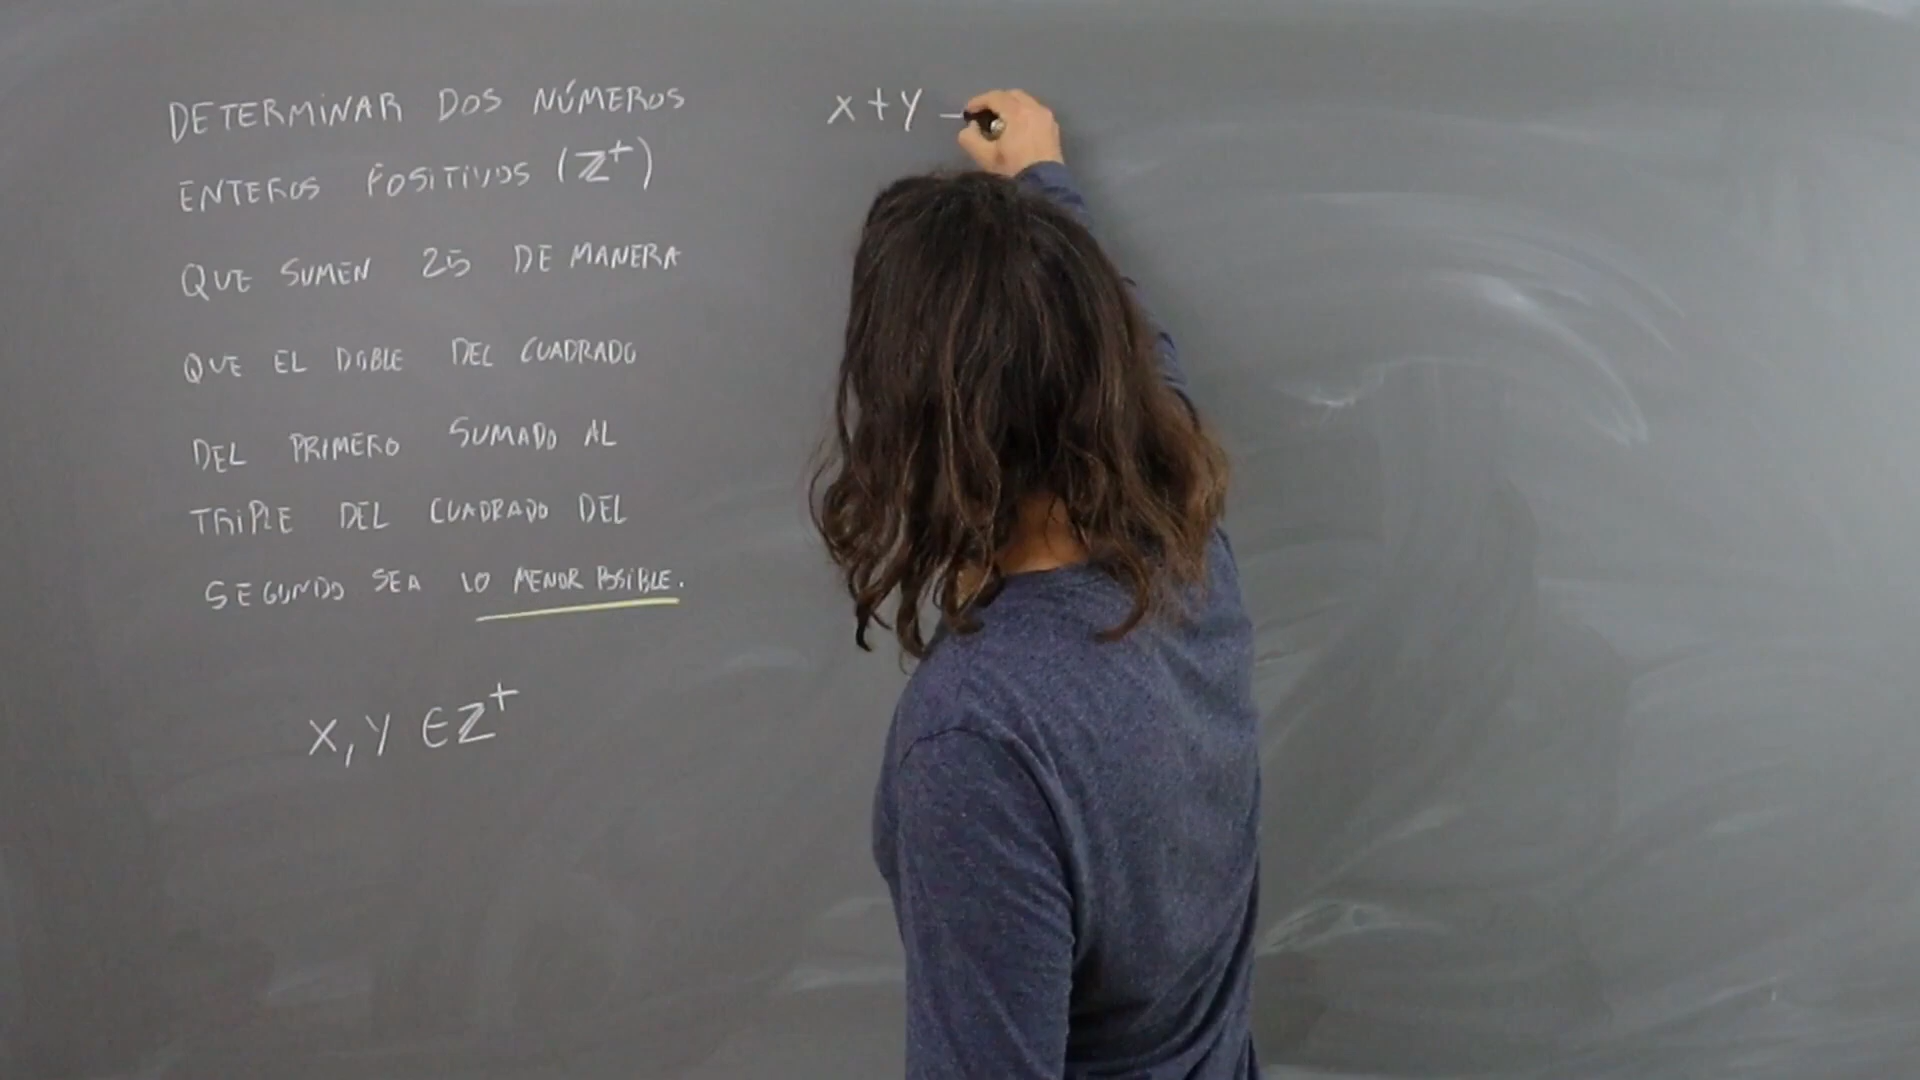 DETERMINAR DOS NÚMEROS
ENTEROS POSITIVOS (ℤ⁺)
QUE SUMEN 25 DE MANERA
QUE EL DOBLE DEL CUADRADO
DEL PRIMERO SUMADO AL
TRIPLE DEL CUADRADO DEL
SEGUNDO SEA LO MENOR POSIBLE.
x, y ∈ ℤ⁺
x + y -